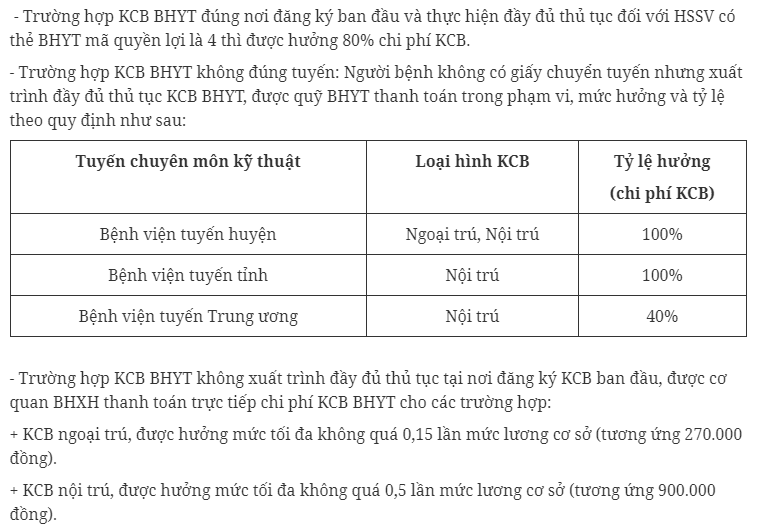 - Trường hợp KCB BHYT đúng nơi đăng ký ban đầu và thực hiện đầy đủ thủ tục đối với HSSV có
thẻ BHYT mã quyền lợi là 4 thì được hưởng 80% chi phí KCB.
- Trường hợp KCB BHYT không đúng tuyến: Người bệnh không có giấy chuyển tuyến nhưng xuất
trình đầy đủ thủ tục KCB BHYT, được quỹ BHYT thanh toán trong phạm vi, mức hưởng và tỷ lệ
theo quy định như sau:
Tuyến chuyên môn kỹ thuật Loại hình KCB Tỷ lệ hưởng
(chi phí KCB)
Bệnh viện tuyến huyện Ngoại trú, Nội trú 100%
Bệnh viện tuyến tỉnh Nội trú 100%
Bệnh viện tuyến Trung ương Nội trú 40%
- Trường hợp KCB BHYT không xuất trình đầy đủ thủ tục tại nơi đăng ký KCB ban đầu, được cơ
quan BHXH thanh toán trực tiếp chi phí KCB BHYT cho các trường hợp:
+ KCB ngoại trú, được hưởng mức tối đa không quá 0,15 lần mức lương cơ sở (tương ứng 270.000
đồng).
+ KCB nội trú, được hưởng mức tối đa không quá 0,5 lần mức lương cơ sở (tương ứng 900.000
đồng).